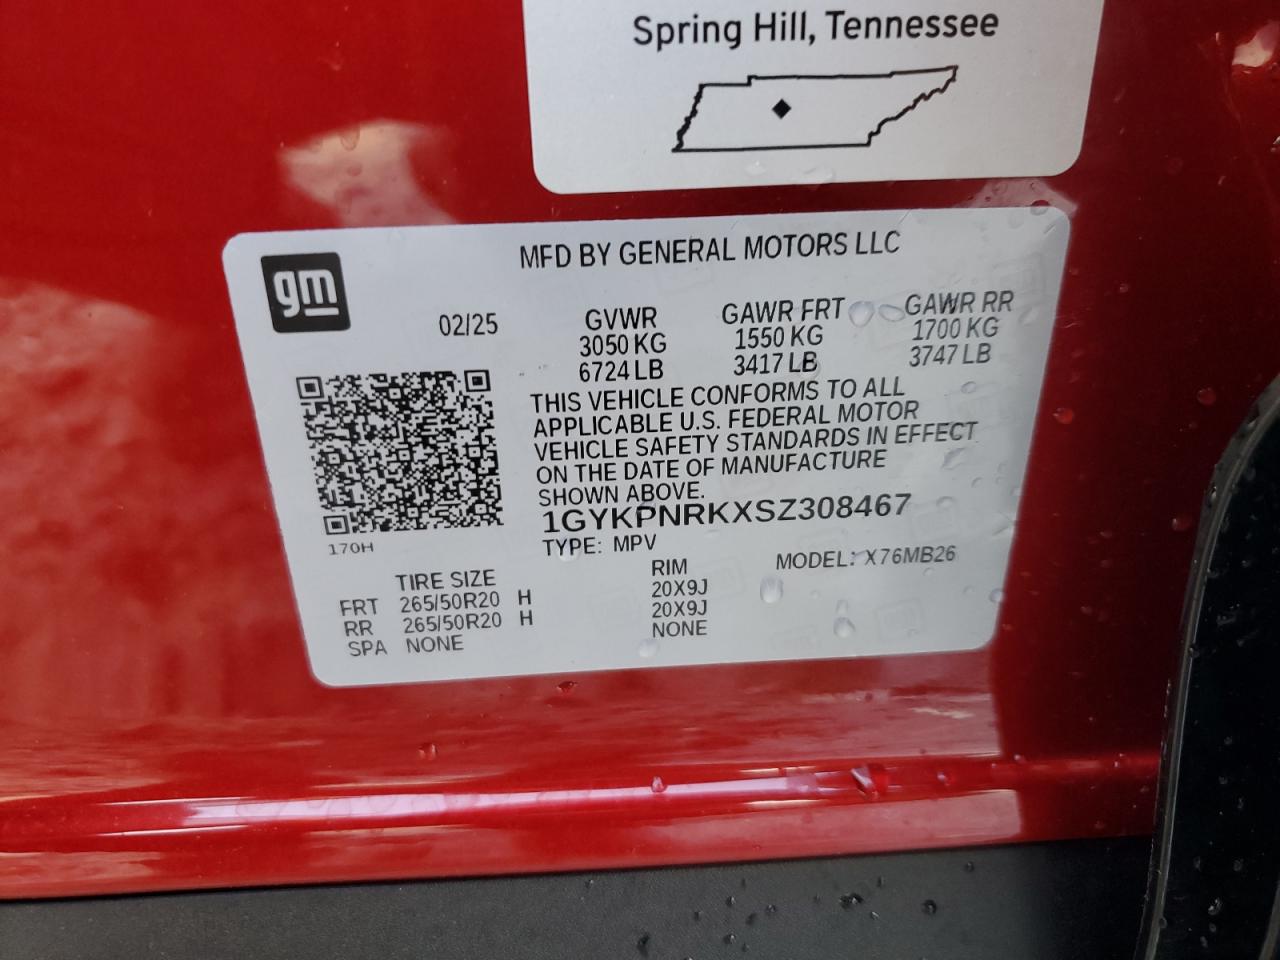 Spring Hill, Tennessee
gm
MFD BY GENERAL MOTORS LLC
02/25
GVWR
3050 KG
6724 LB
GAWR FRT
1550 KG
3417 LB
GAWR RR
1700 KG
3747 LB
THIS VEHICLE CONFORMS TO ALL
APPLICABLE U.S. FEDERAL MOTOR
VEHICLE SAFETY STANDARDS IN EFFECT
ON THE DATE OF MANUFACTURE
SHOWN ABOVE.
1GYKPNRKXSZ308467
170H
TYPE: MPV
MODEL: X76MB26
TIRE SIZE
RIM
FRT 265/50R20 H 20X9J
RR 265/50R20 H 20X9J
SPA NONE NONE